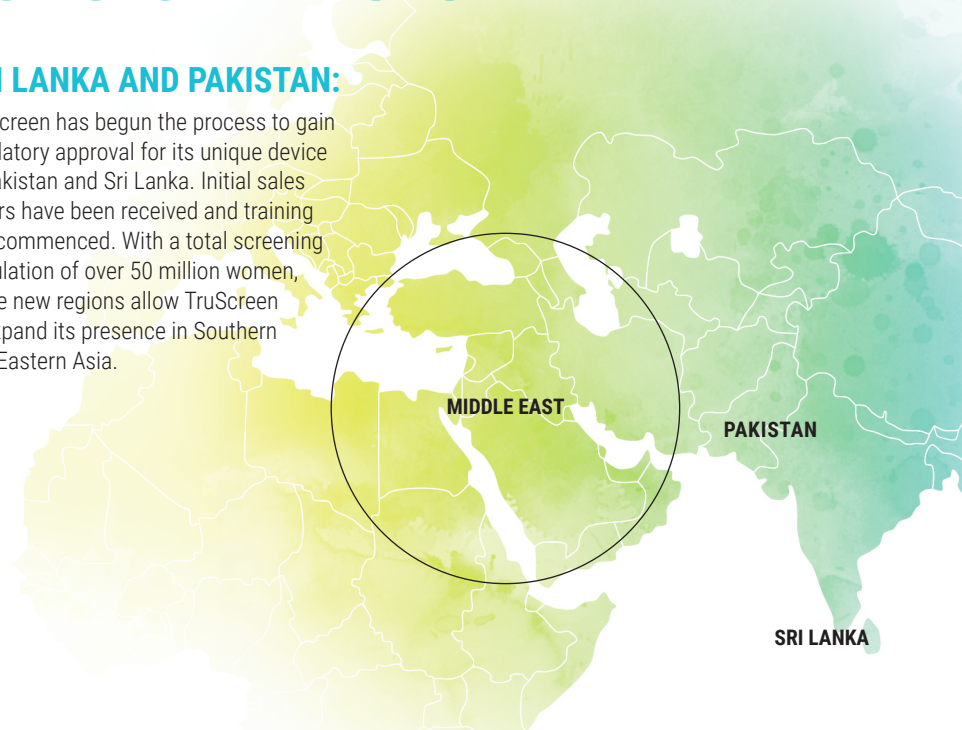 LANKA AND PAKISTAN:
creen has begun the process to gain
latory approval for its unique device
akistan and Sri Lanka. Initial sales
rs have been received and training
commenced. With a total screening
ulation of over 50 million women,
e new regions allow TruScreen
xpand its presence in Southern
Eastern Asia.
MIDDLE EAST
PAKISTAN
SRI LANKA